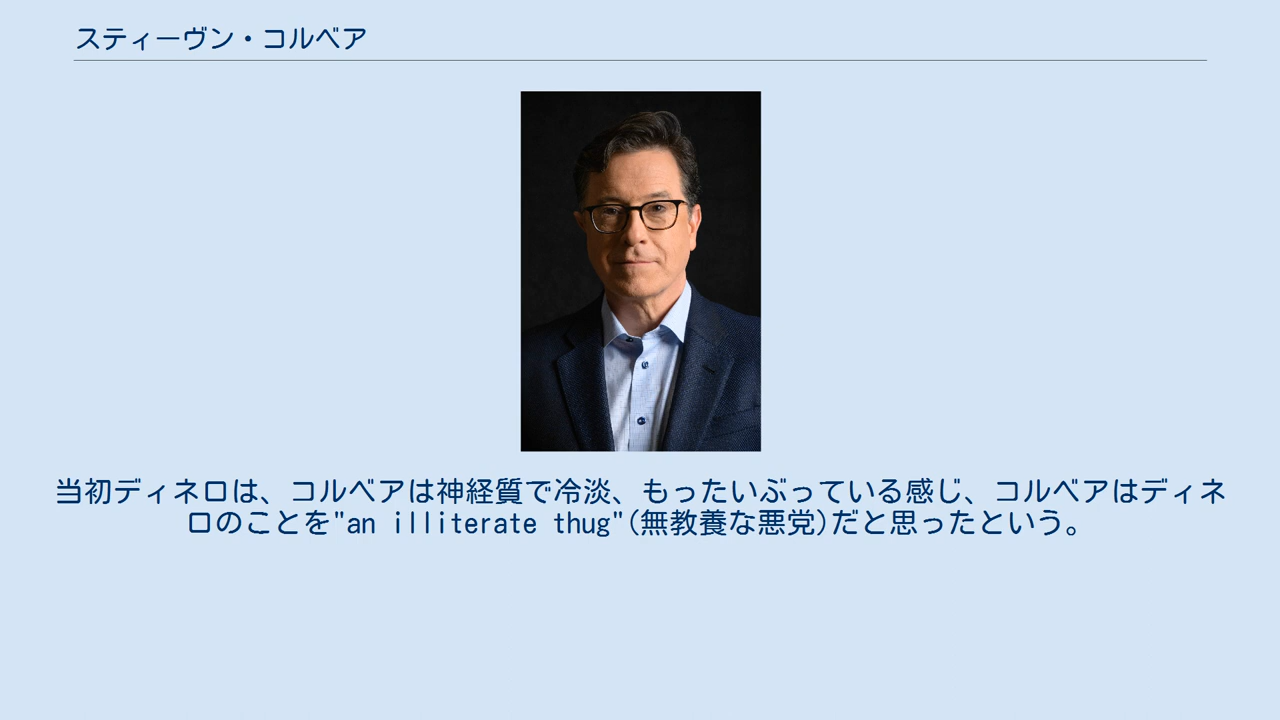 スティーヴン・コルベア
当初ディネロは、コルベアは神経質で冷淡、もったいぶっている感じ、コルベアはディネ
ロのことを"an illiterate thug"(無教養な悪党)だと思ったという。